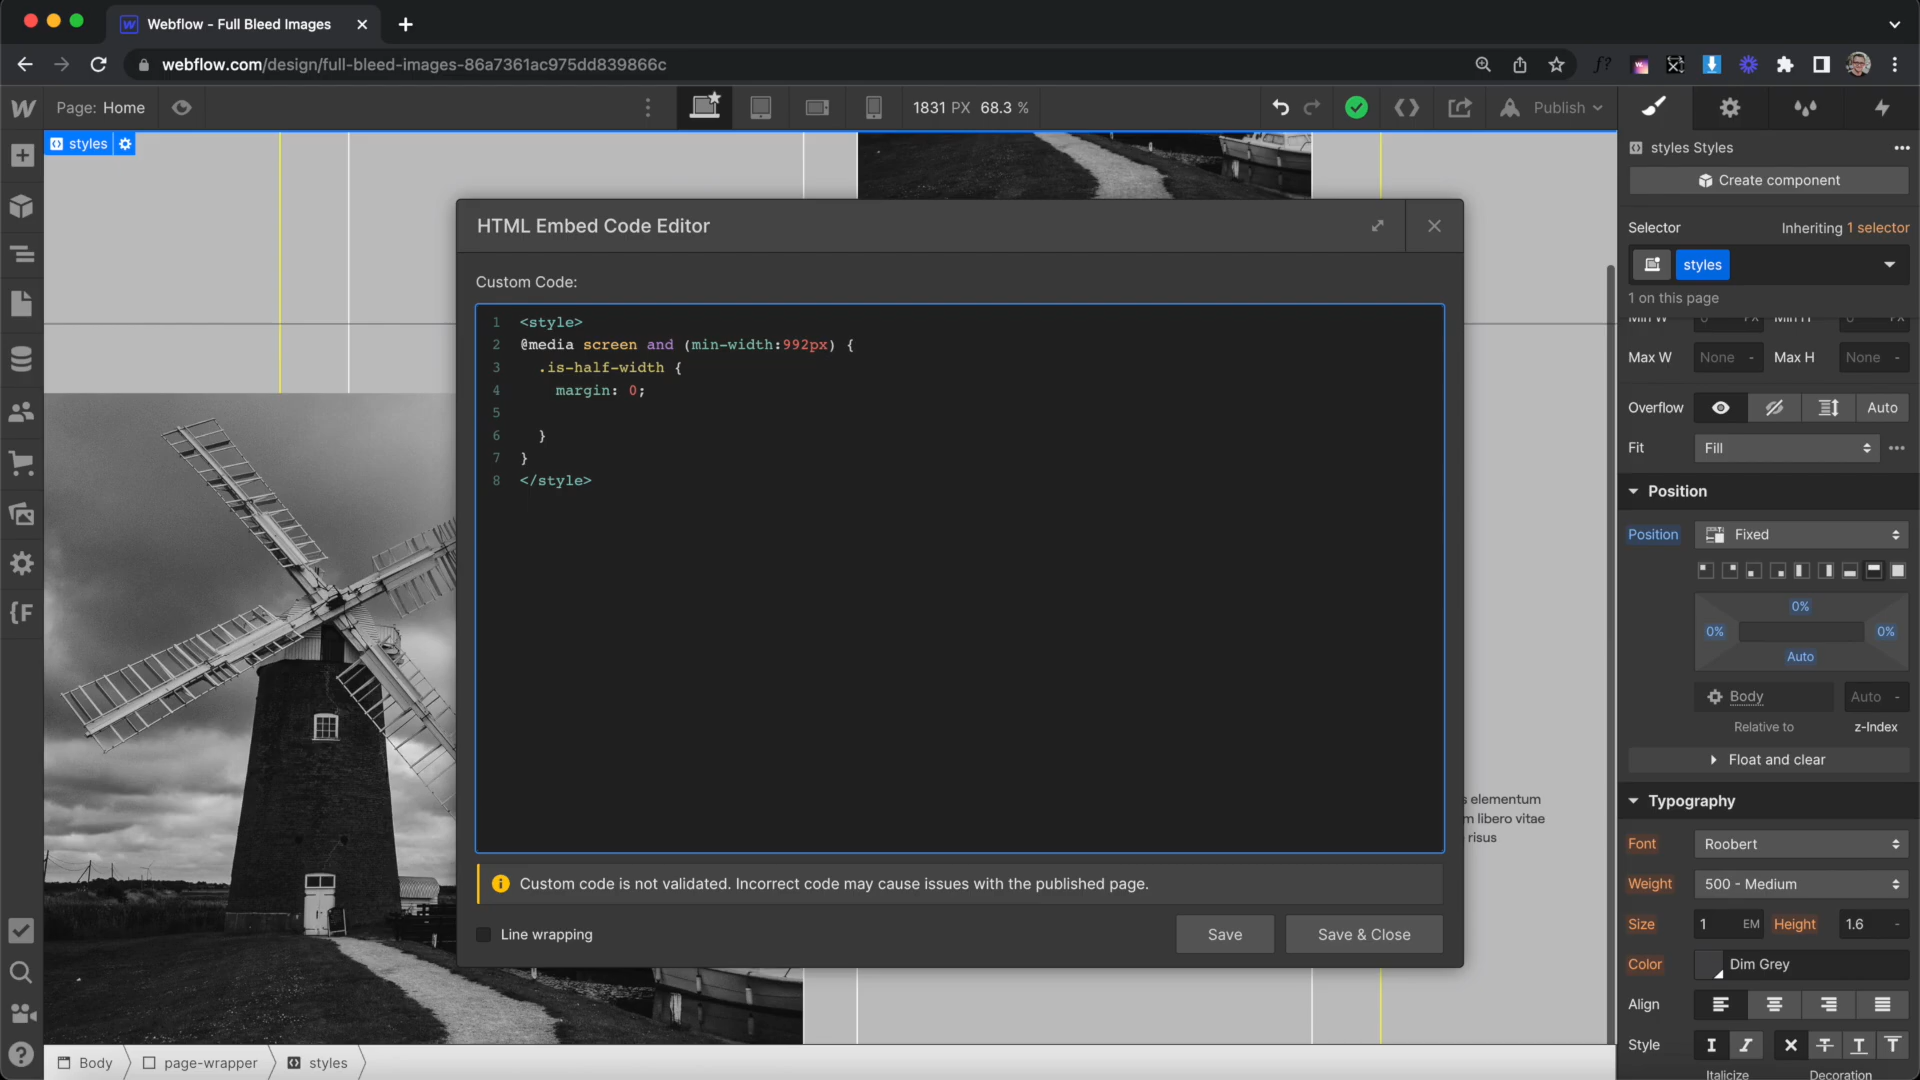 Webflow - Full Bleed Images
webflow.com/design/full-bleed-images-86a7361ac975dd839866c
Page: Home
1831 PX 68.3 %
Publish
styles
styles Styles
Create component
Selector
Inheriting 1 selector
styles
1 on this page
Max W
None -
Max H
None -
Overflow
Auto
Fit
Fill
Position
Position
Fixed
0%
0%
0%
Auto
Body
Auto -
Relative to
z-Index
Float and clear
Typography
Font
Roobert
Weight
500 - Medium
Size
1 EM
Height
1.6 -
Color
Dim Grey
Align
Style
Italicize
Decoration
HTML Embed Code Editor
Custom Code:
1 <style>
2 @media screen and (min-width:992px) {
3 .is-half-width {
4 margin: 0;
5
6 }
7 }
8 </style>
Custom code is not validated. Incorrect code may cause issues with the published page.
Line wrapping
Save
Save & Close
elementum
libero vitae
risus
Body
page-wrapper
styles